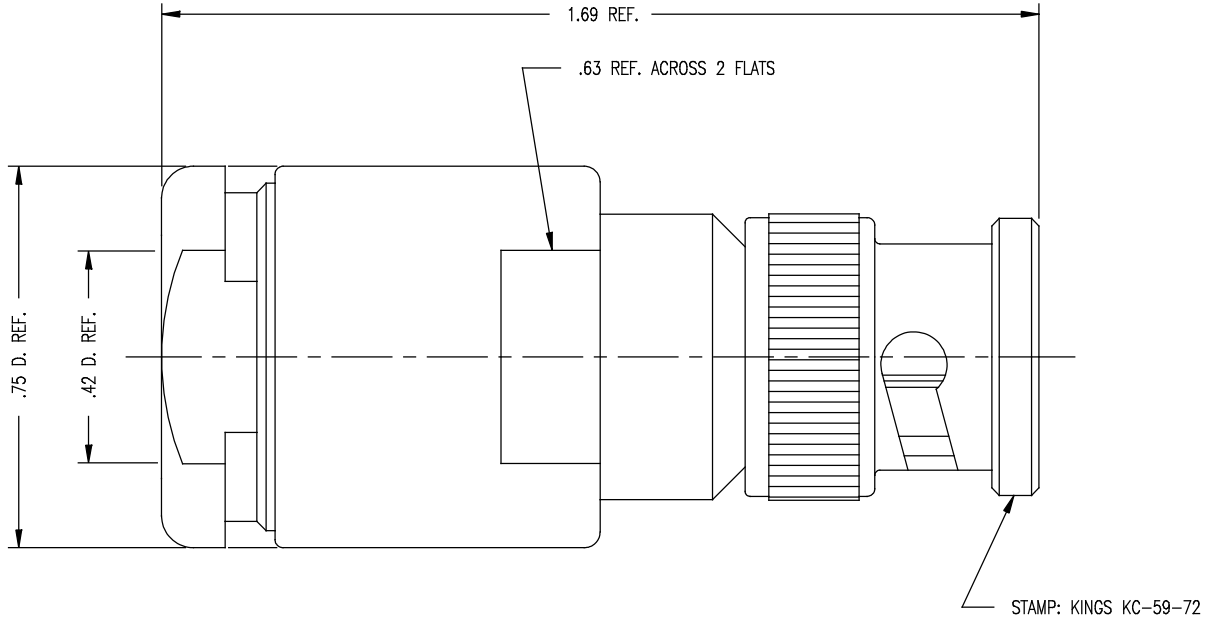 1.69 REF.
.63 REF. ACROSS 2 FLATS
.75 D. REF.
.42 D. REF.
STAMP: KINGS KC-59-72